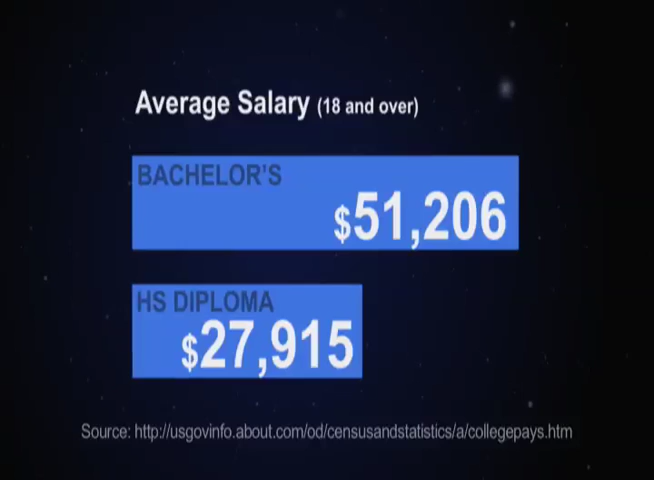 Average Salary (18 and over)
BACHELOR'S
$51,206
HS DIPLOMA
$27,915
Source: http://usgovinfo.about.com/od/censusandstatistics/a/collegepays.htm